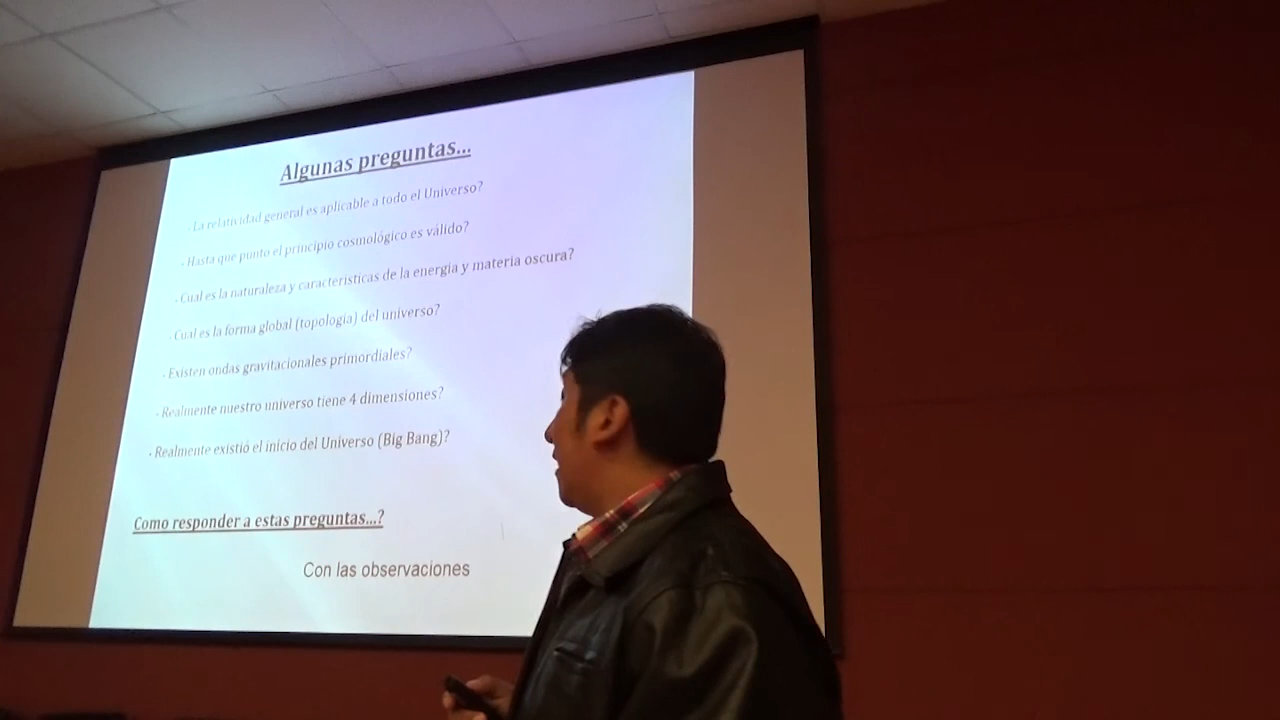 Algunas preguntas...
- La relatividad general es aplicable a todo el Universo?
- Hasta que punto el principio cosmológico es válido?
- Cual es la naturaleza y caracteristicas de la energia y materia oscura?
- Cual es la forma global (topologia) del universo?
- Existen ondas gravitacionales primordiales?
- Realmente nuestro universo tiene 4 dimensiones?
- Realmente existió el inicio del Universo (Big Bang)?
Como responder a estas preguntas...?
Con las observaciones